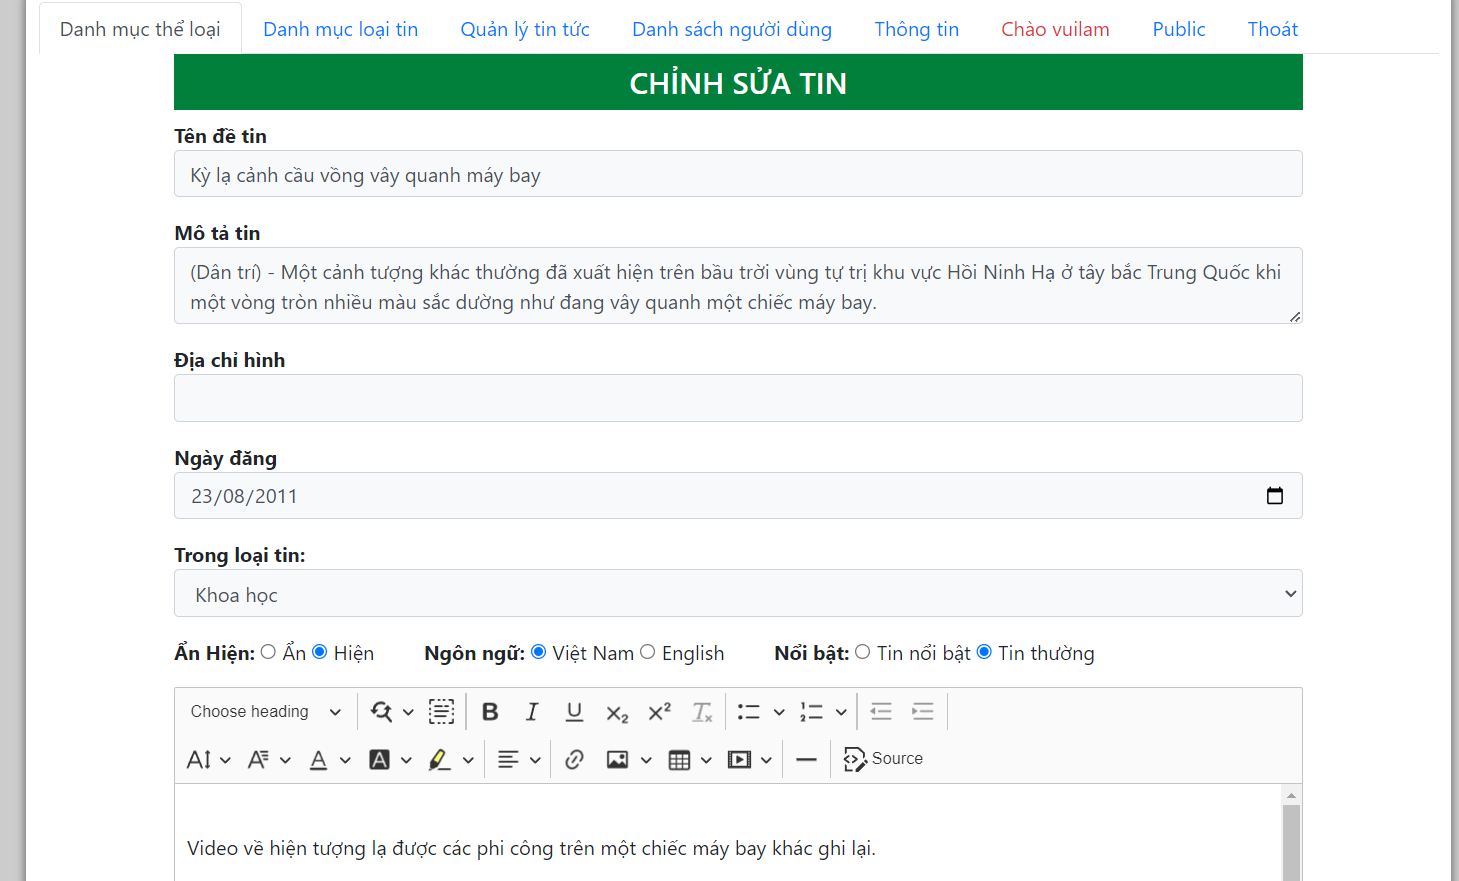 Danh mục thể loại Danh mục loại tin Quản lý tin tức Danh sách người dùng Thông tin Chào vuilam Public Thoát
CHỈNH SỬA TIN
Tên đề tin
Kỳ lạ cảnh cầu vồng vây quanh máy bay
Mô tả tin
(Dân trí) - Một cảnh tượng khác thường đã xuất hiện trên bầu trời vùng tự trị khu vực Hồi Ninh Hạ ở tây bắc Trung Quốc khi
một vòng tròn nhiều màu sắc dường như đang vây quanh một chiếc máy bay.
Địa chỉ hình
Ngày đăng
23/08/2011
Trong loại tin:
Khoa học
Ẩn Hiện: Ẩn Hiện Ngôn ngữ: Việt Nam English Nổi bật: Tin nổi bật Tin thường
Choose heading
Source
Video về hiện tượng lạ được các phi công trên một chiếc máy bay khác ghi lại.